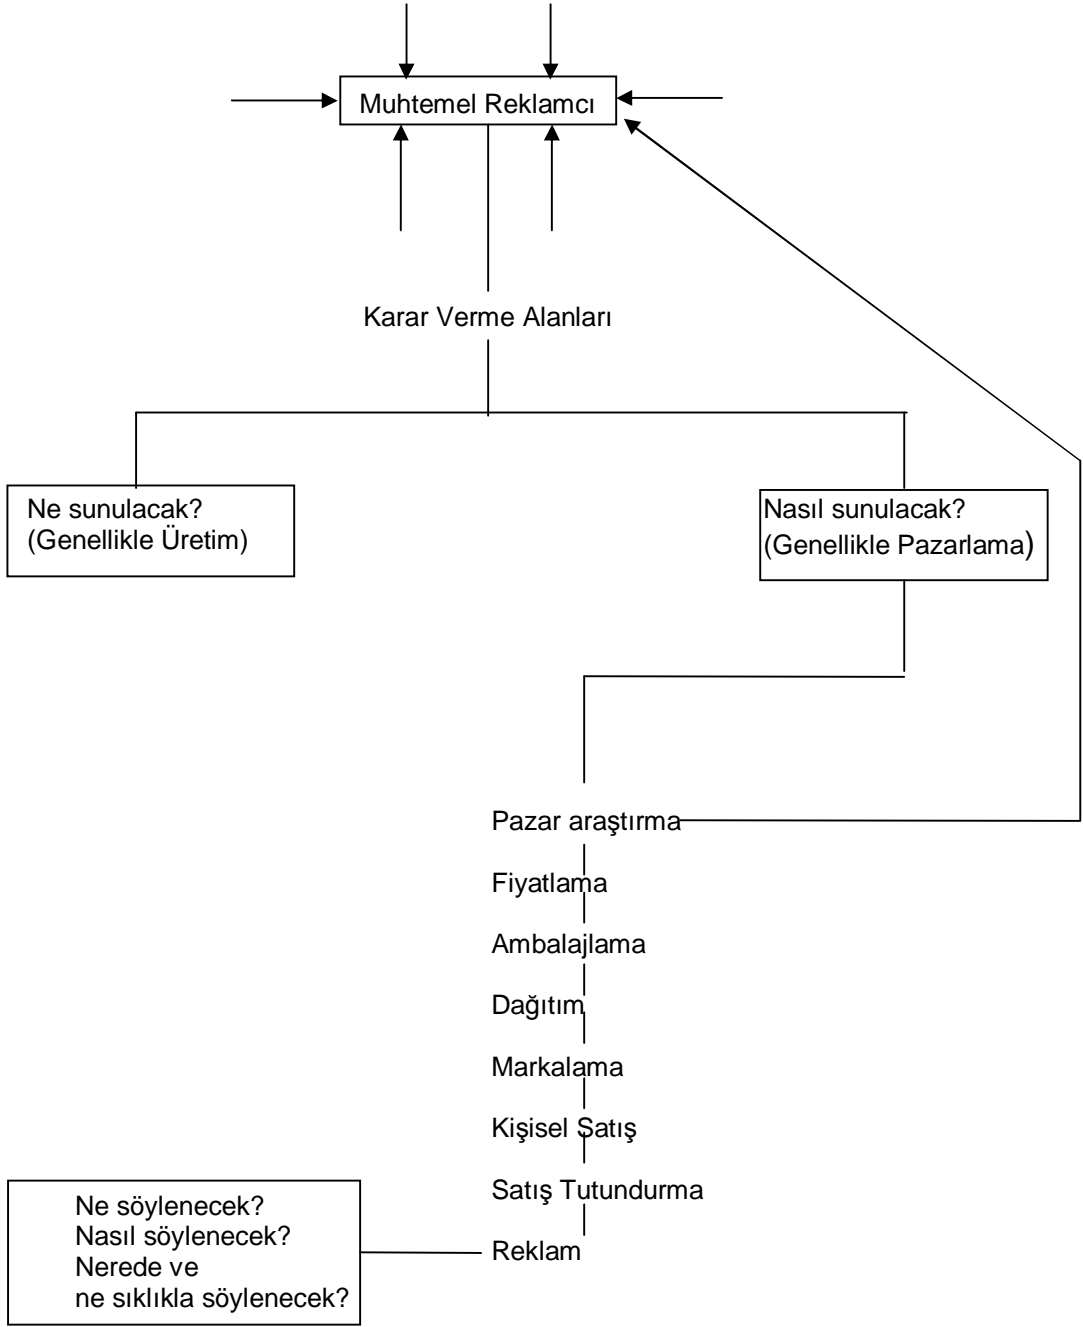 Muhtemel Reklamcı
Karar Verme Alanları
Ne sunulacak?
(Genellikle Üretim)
Nasıl sunulacak?
(Genellikle Pazarlama)
Pazar araştırma
Fiyatlama
Ambalajlama
Dağıtım
Markalama
Kişisel Satış
Satış Tutundurma
Reklam
Ne söylenecek?
Nasıl söylenecek?
Nerede ve
ne sıklıkla söylenecek?